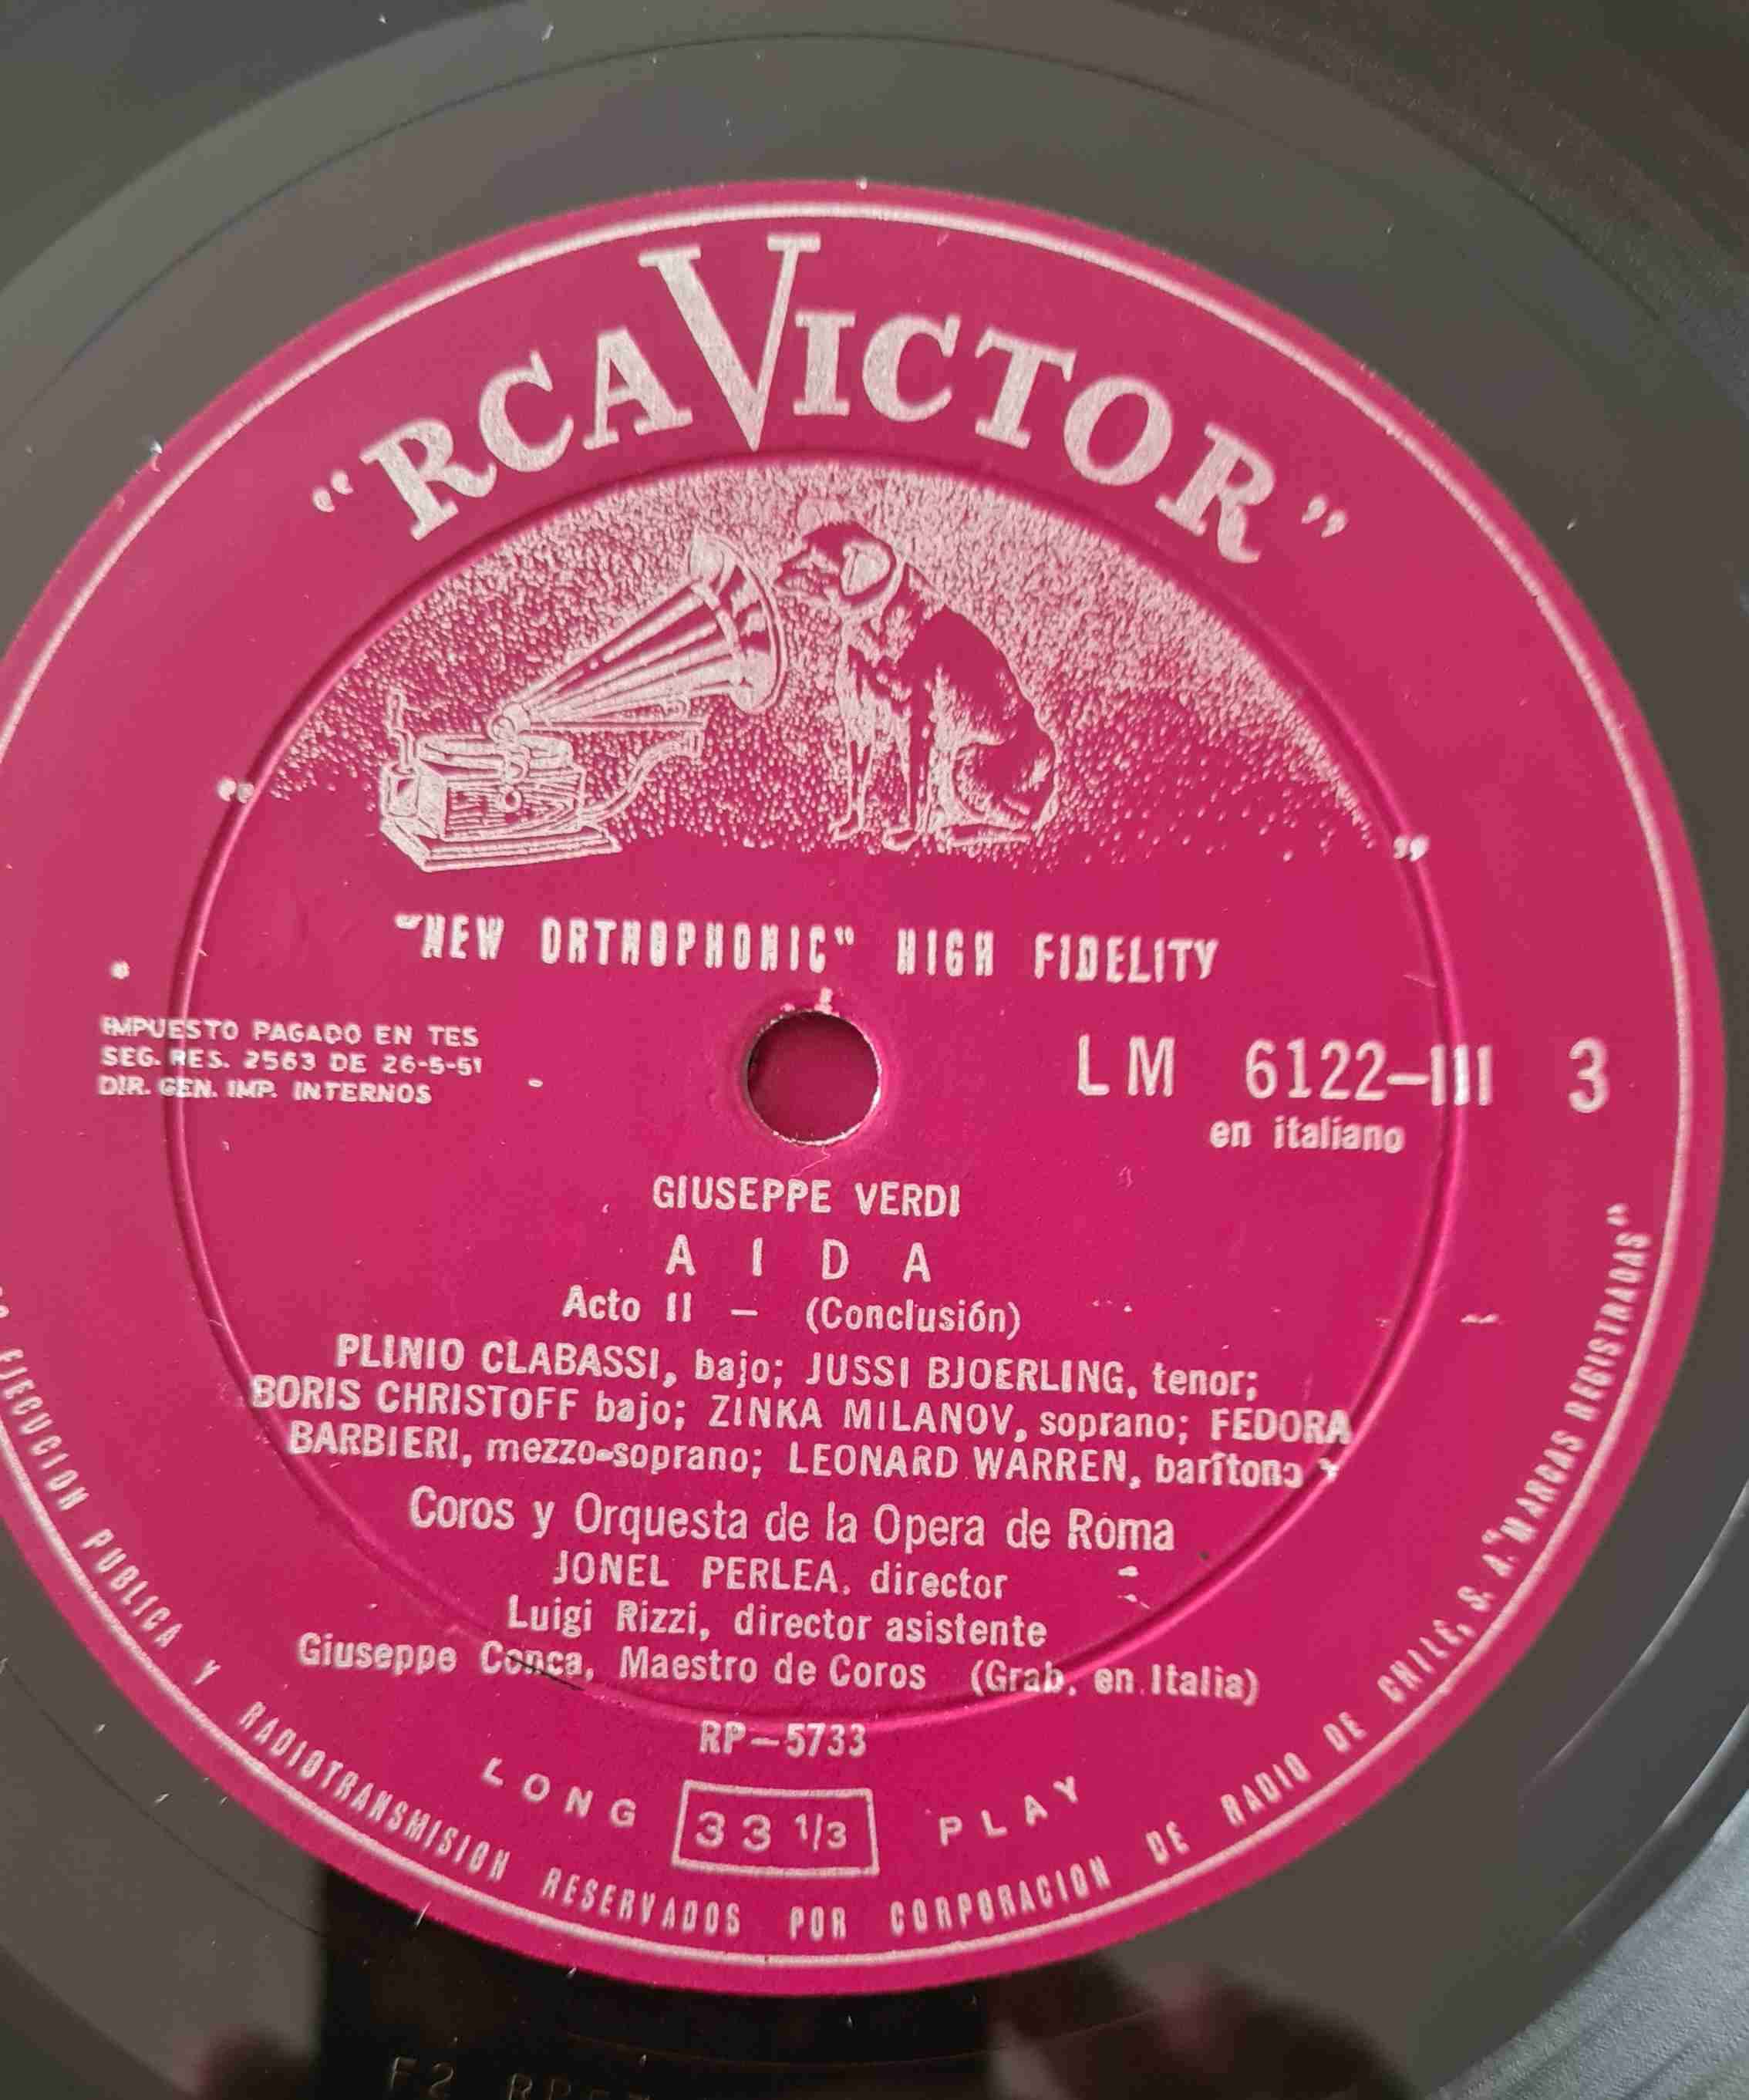 "RCA VICTOR"
"NEW ORTHOPHONIC" HIGH FIDELITY
IMPUESTO PAGADO EN TES
SEG. RES. 2563 DE 26-5-51
DIR. GEN. IMP. INTERNOS
LM 6122-III 3
en italiano
GIUSEPPE VERDI
AIDA
Acto II - (Conclusión)
PLINIO CLABASSI, bajo; JUSSI BJOERLING, tenor;
BORIS CHRISTOFF bajo; ZINKA MILANOV, soprano; FEDORA
BARBIERI, mezzo-soprano; LEONARD WARREN, barítono y
Coros y Orquesta de la Opera de Roma
JONEL PERLEA, director
Luigi Rizzi, director asistente
Giuseppe Conca, Maestro de Coros (Grab. en Italia)
RP-5733
LONG 33 1/3 PLAY
EJECUCION PUBLICA Y RADIOTRANSMISION RESERVADOS POR CORPORACION DE RADIO DE CHILE, S. A. "MARCAS REGISTRADAS"